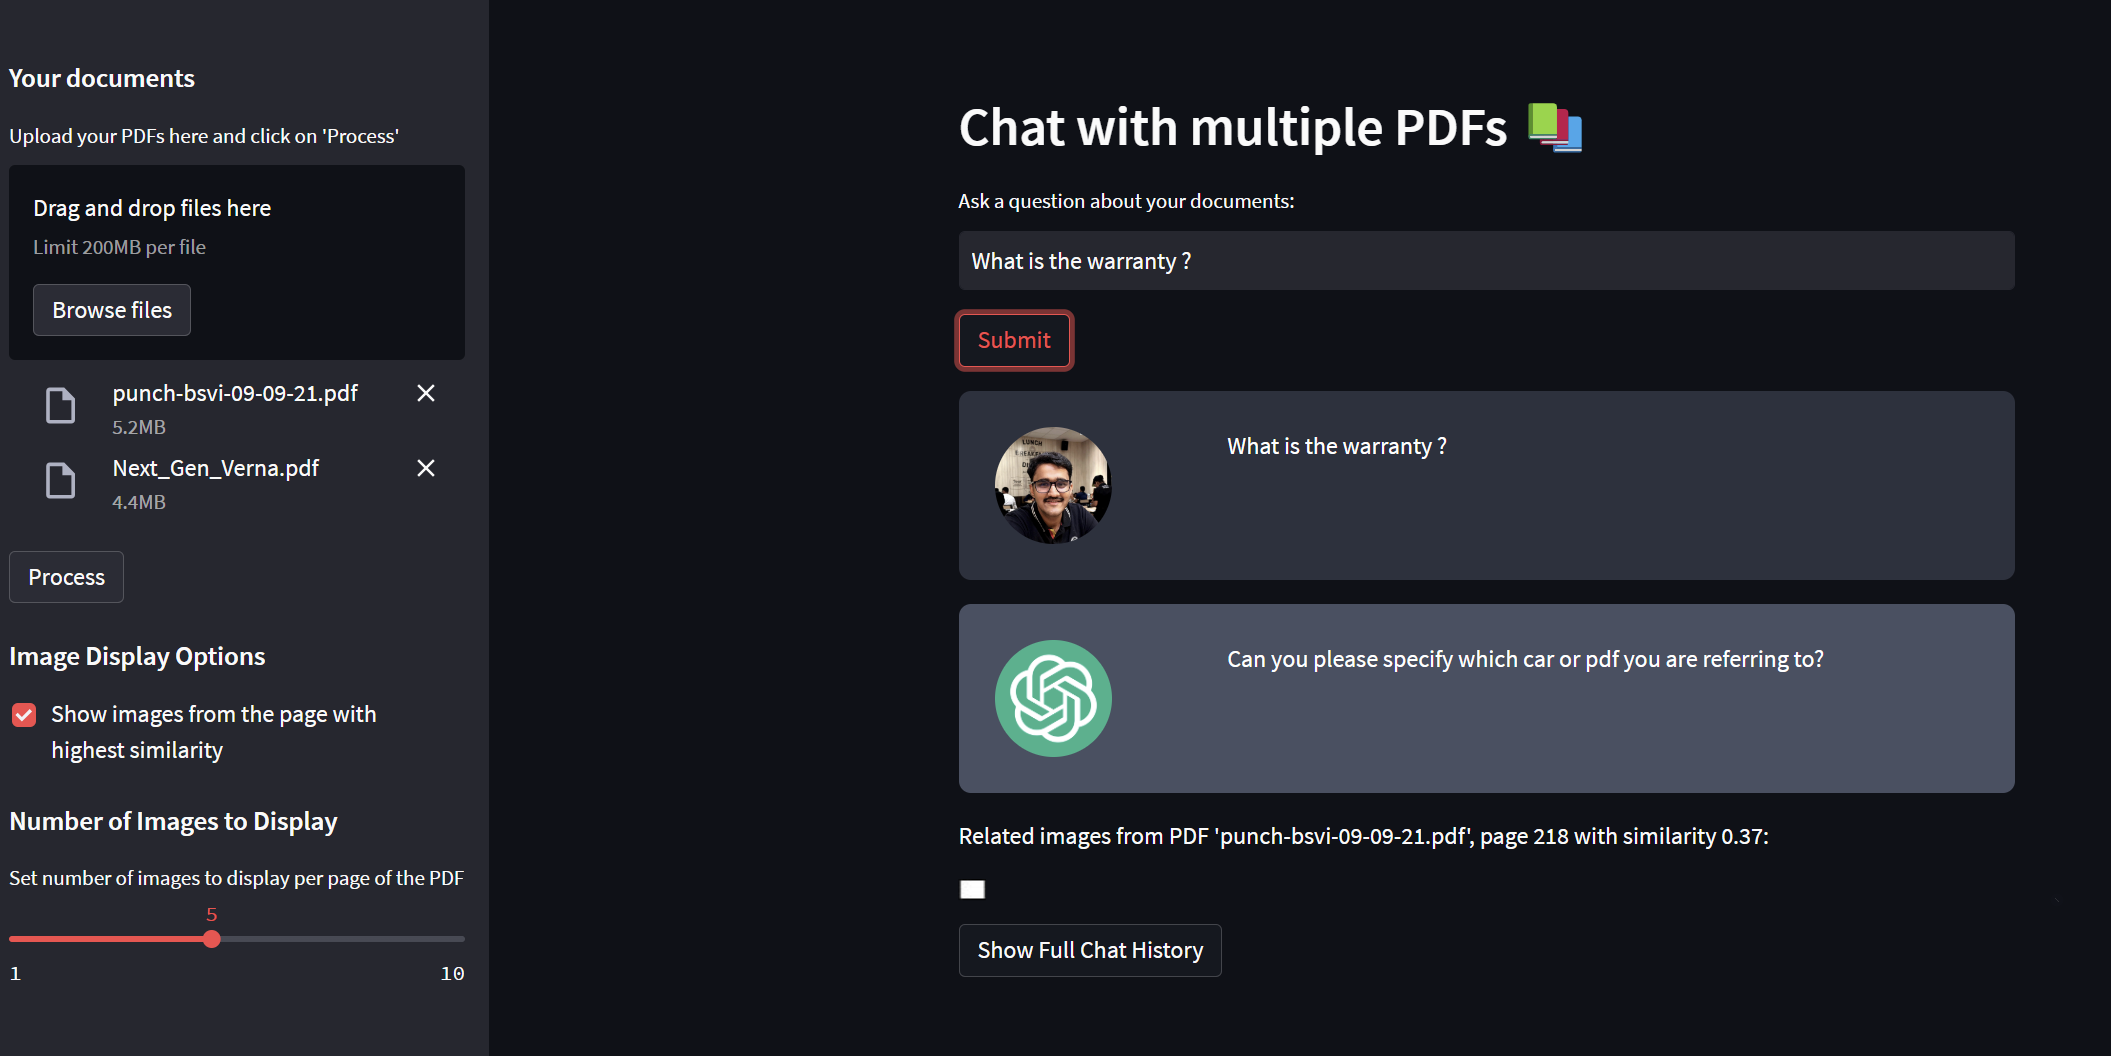 Your documents
Upload your PDFs here and click on 'Process'
Drag and drop files here
Limit 200MB per file
Browse files
punch-bsvi-09-09-21.pdf
5.2MB
Next_Gen_Verna.pdf
4.4MB
Process
Image Display Options
Show images from the page with
highest similarity
Number of Images to Display
Set number of images to display per page of the PDF
5
1 10
Chat with multiple PDFs
Ask a question about your documents:
What is the warranty ?
Submit
LUNCH
What is the warranty ?
Can you please specify which car or pdf you are referring to?
Related images from PDF 'punch-bsvi-09-09-21.pdf', page 218 with similarity 0.37:
Show Full Chat History